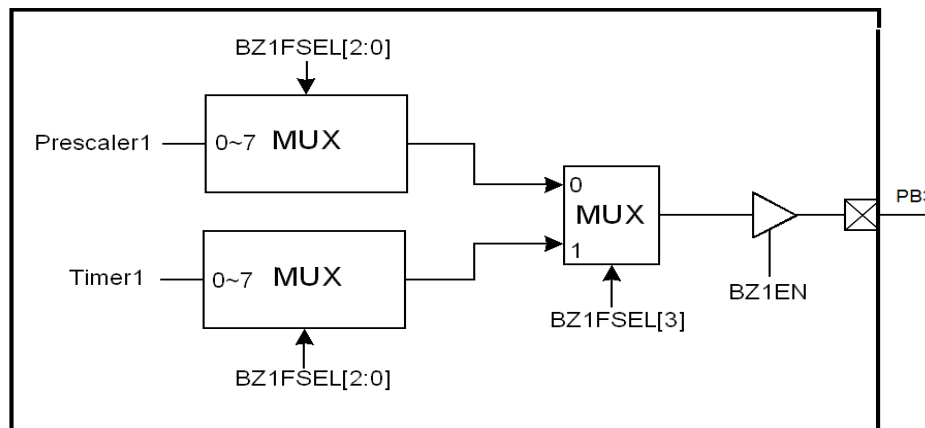 BZ1FSEL[2:0]
Prescaler1
0~7 MUX
0
MUX
1
PB3
Timer1
0~7 MUX
BZ1EN
BZ1FSEL[3]
BZ1FSEL[2:0]